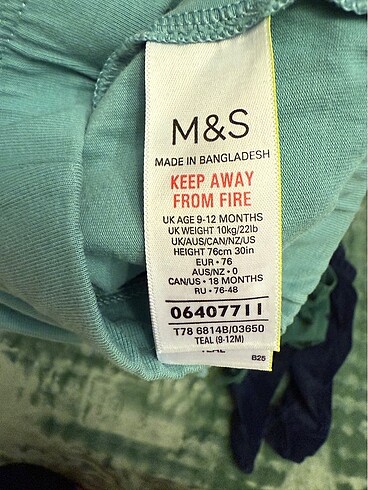 M&S
MADE IN BANGLADESH
KEEP AWAY
FROM FIRE
UK AGE 9-12 MONTHS
UK WEIGHT 10kg/22lb
UK/AUS/CAN/NZ/US
HEIGHT 76cm 30in
EUR • 76
AUS/NZ • 0
CAN/US • 18 MONTHS
RU • 76-48
06407711
T78 6814B/03650
TEAL (9-12M)
B25